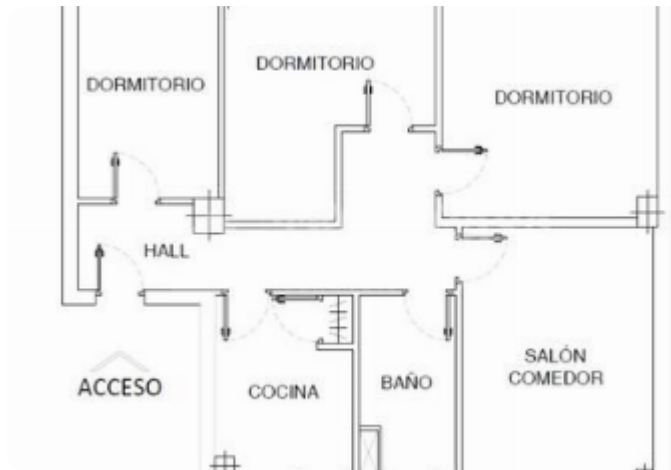 DORMITORIO
DORMITORIO
DORMITORIO
HALL
ACCESO
COCINA
BAÑO
SALÓN
COMEDOR